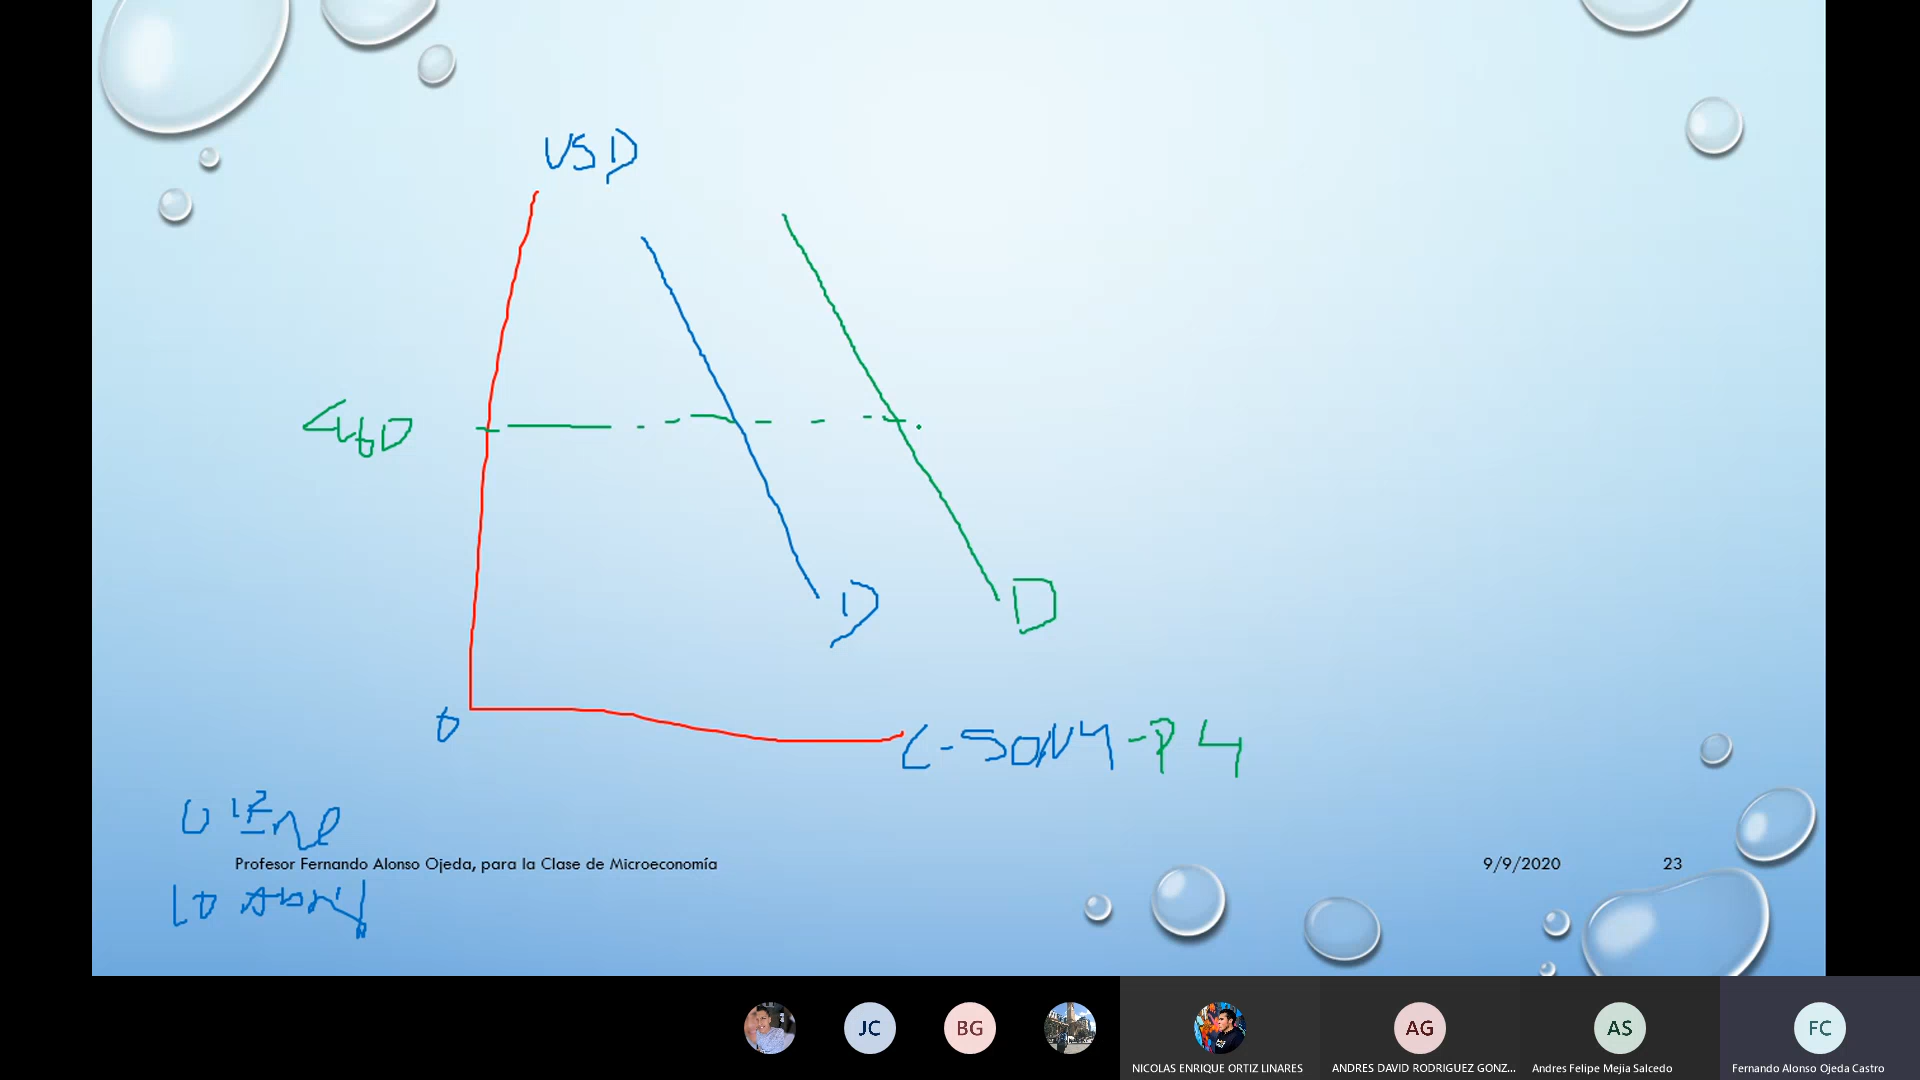 USD
D
D
0
C-SONY-P4
10 ABRIL
Profesor Fernando Alonso Ojeda, para la Clase de Microeconomía
9/9/2020
23
JC
BG
AG
AS
FC
NICOLAS ENRIQUE ORTIZ LINARES
ANDRES DAVID RODRIGUEZ GONZ...
Andres Felipe Mejia Salcedo
Fernando Alonso Ojeda Castro